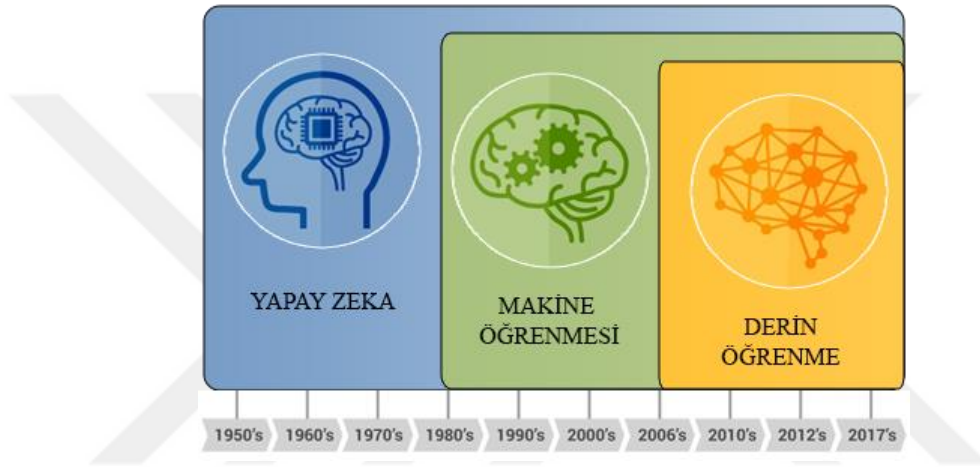 YAPAY ZEKA
MAKİNE
ÖĞRENMESİ
DERİN
ÖĞRENME
1950's 1960's 1970's 1980's 1990's 2000's 2006's 2010's 2012's 2017's